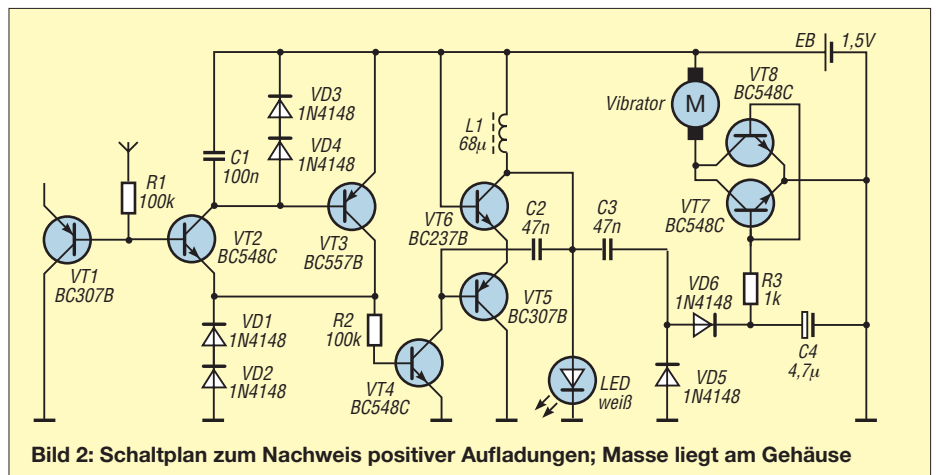 EB 1,5V
VT8
BC548C
VD3
1N4148
Vibrator
M
L1
68µ
VD4
1N4148
C1
100n
R1
100k
VT7
BC548C
VT6
BC237B
C2
47n
C3
47n
VT3
BC557B
VT2
BC548C
VT1
BC307B
VD6
1N4148
R3
1k
VT5
BC307B
VD1
1N4148
R2
100k
C4
4,7µ
VD2
1N4148
LED
weiß
VD5
1N4148
VT4
BC548C
Bild 2: Schaltplan zum Nachweis positiver Aufladungen; Masse liegt am Gehäuse